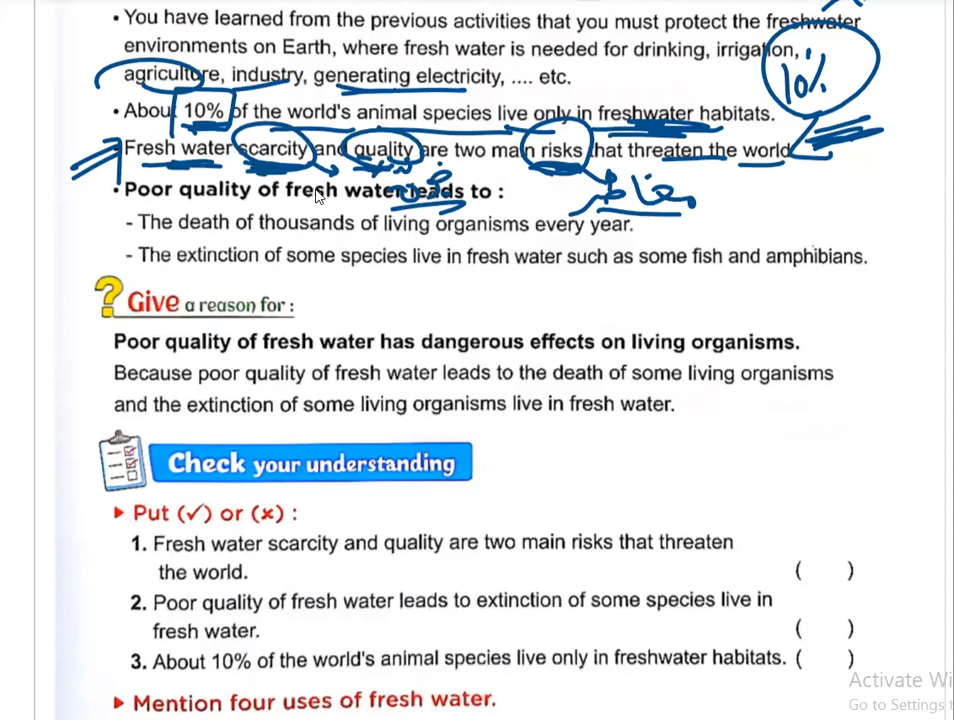 • You have learned from the previous activities that you must protect the freshwater
environments on Earth, where fresh water is needed for drinking, irrigation,
agriculture, industry, generating electricity, .... etc.
10%
• About 10% of the world's animal species live only in freshwater habitats.
• Fresh water scarcity and quality are two main risks that threaten the world
مخاطر
• Poor quality of fresh water leads to :
- The death of thousands of living organisms every year.
- The extinction of some species live in fresh water such as some fish and amphibians.
? Give a reason for :
Poor quality of fresh water has dangerous effects on living organisms.
Because poor quality of fresh water leads to the death of some living organisms
and the extinction of some living organisms live in fresh water.
Check your understanding
Put (✓) or (×) :
1. Fresh water scarcity and quality are two main risks that threaten
the world. ( )
2. Poor quality of fresh water leads to extinction of some species live in
fresh water. ( )
3. About 10% of the world's animal species live only in freshwater habitats. ( )
Activate Wi
Go to Settings t
Mention four uses of fresh water.